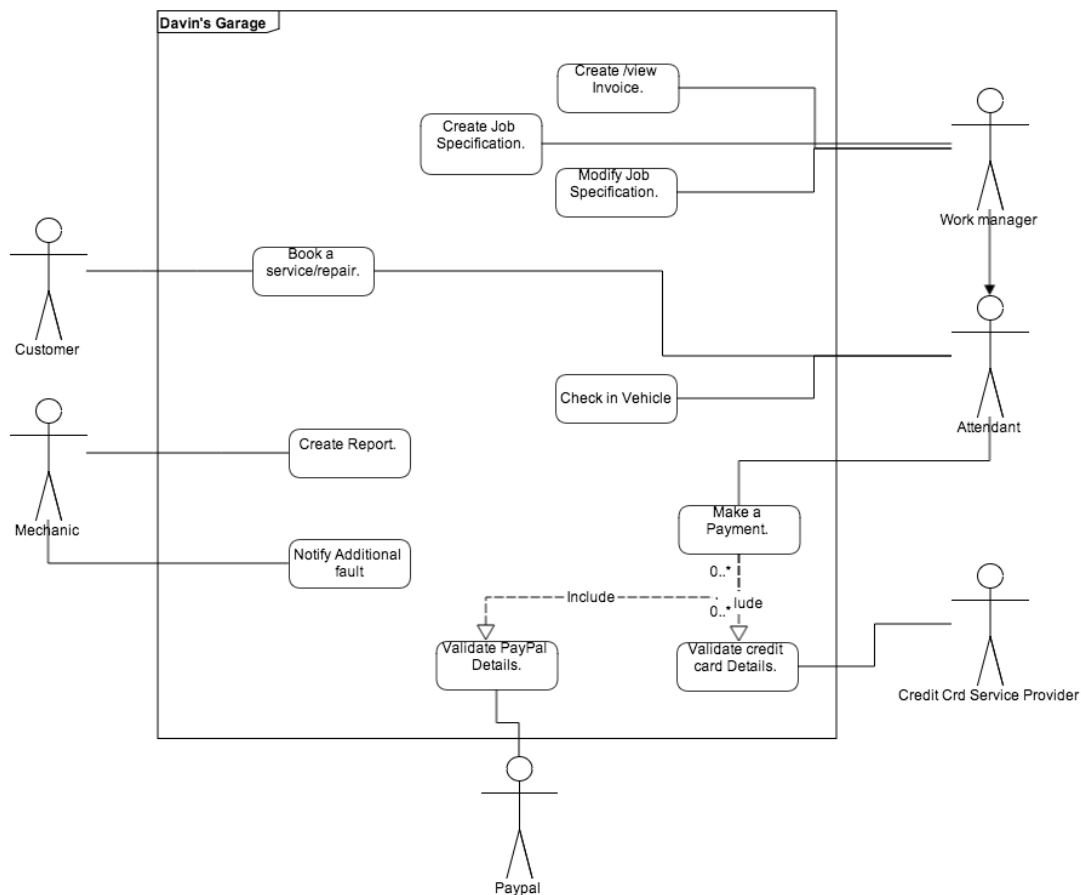 Davin's Garage
Create /view
Invoice.
Create Job
Specification.
Modify Job
Specification.
Work manager
Book a
service/repair.
Customer
Check in Vehicle
Attendant
Create Report.
Mechanic
Make a
Payment.
Notify Additional
fault
0..*
Include
0..*
lude
Validate PayPal
Details.
Validate credit
card Details.
Credit Crd Service Provider
Paypal